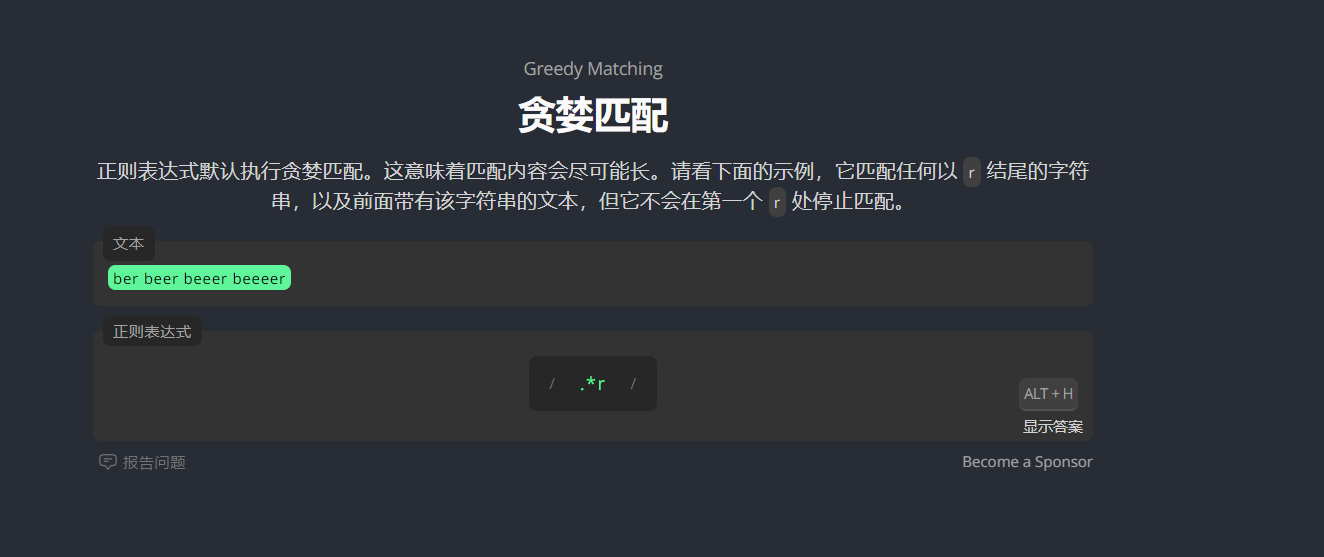 Greedy Matching
贪婪匹配
正则表达式默认执行贪婪匹配。这意味着匹配内容会尽可能长。请看下面的示例，它匹配任何以 r 结尾的字符
串，以及前面带有该字符串的文本，但它不会在第一个 r 处停止匹配。
文本
ber beer beeer beeeer
正则表达式
/ .*r /
ALT + H
显示答案
报告问题
Become a Sponsor